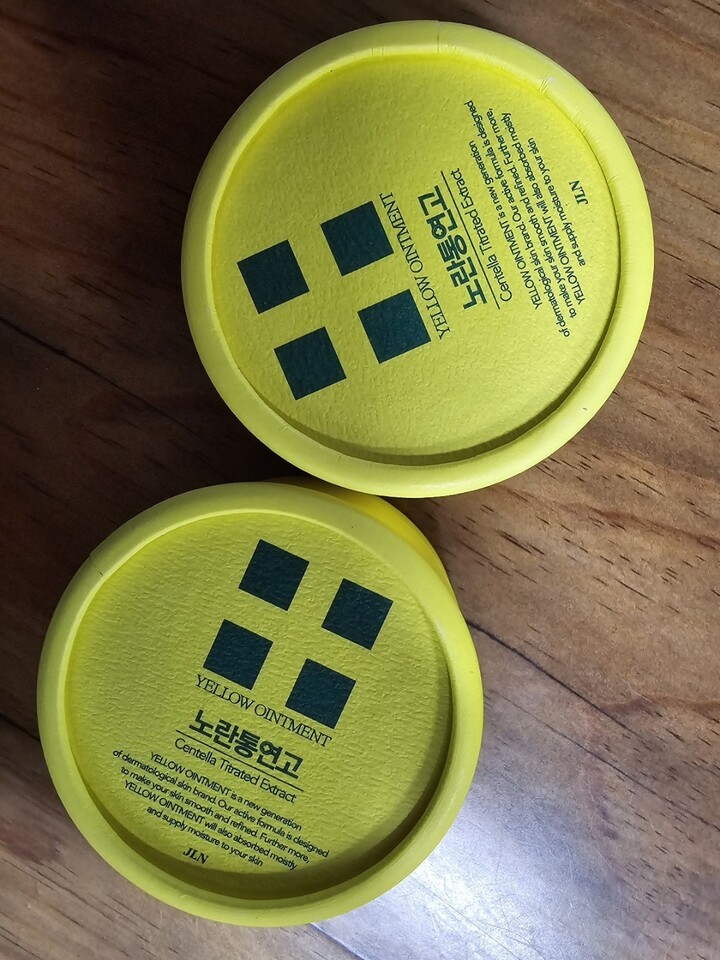 YELLOW OINTMENT
노란통연고
Centella Titrated Extract
YELLOW OINTMENT is a new generation
of dermatological skin brand. Our active formula is designed
to make your skin smooth and refined. Further more,
YELLOW OINTMENT will also absorbed moistly
and supply moisture to your skin
JLN
YELLOW OINTMENT
노란통연고
Centella Titrated Extract
YELLOW OINTMENT is a new generation
of dermatological skin brand. Our active formula is designed
to make your skin smooth and refined. Further more,
YELLOW OINTMENT will also absorbed moistly
and supply moisture to your skin
JLN